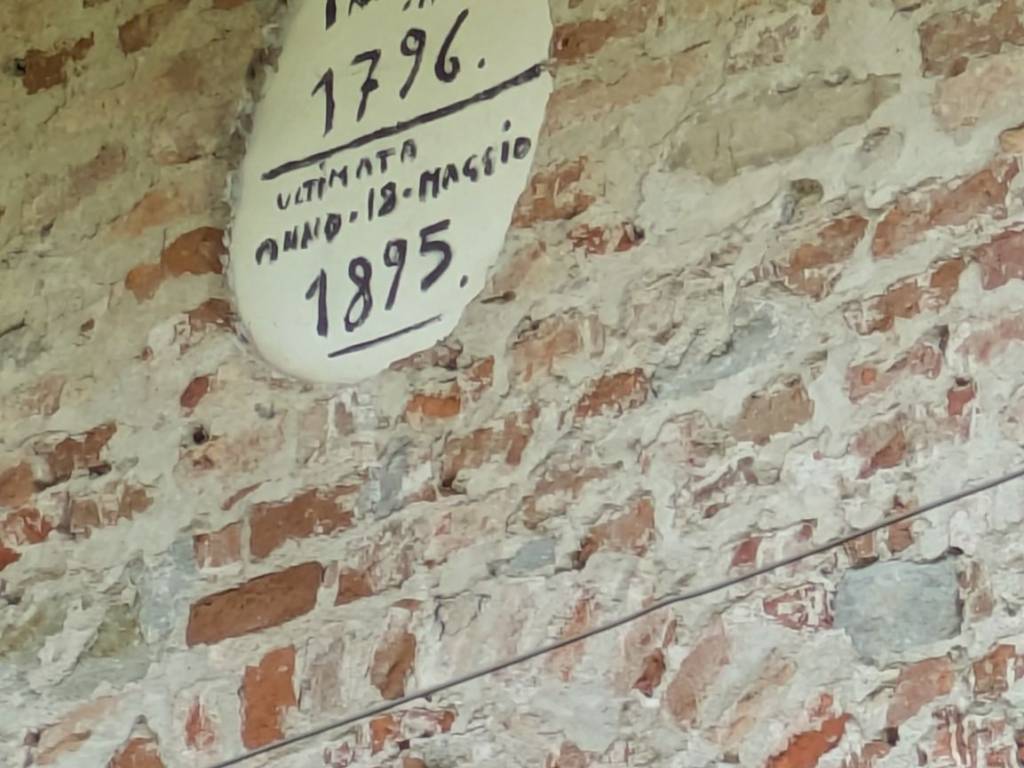 1796.
ULTIMATA
ANNO·18·MAGGIO
1895.